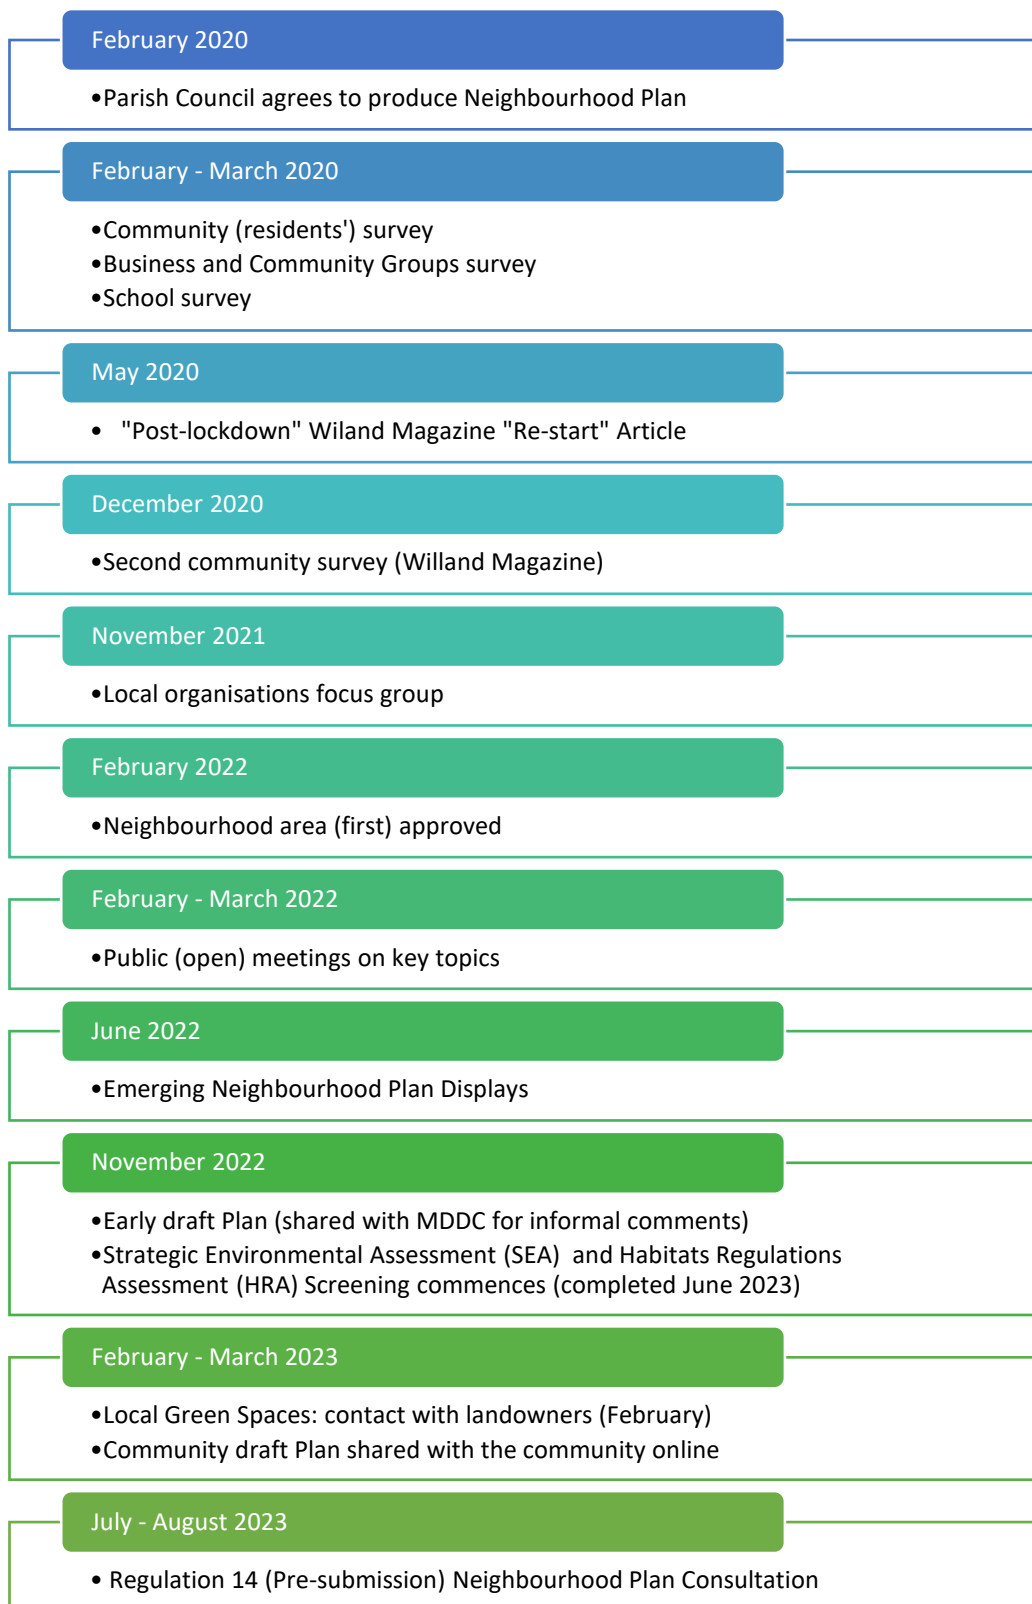 February 2020
•Parish Council agrees to produce Neighbourhood Plan
February - March 2020
•Community (residents') survey
•Business and Community Groups survey
•School survey
May 2020
• "Post-lockdown" Wiland Magazine "Re-start" Article
December 2020
•Second community survey (Willand Magazine)
November 2021
•Local organisations focus group
February 2022
•Neighbourhood area (first) approved
February - March 2022
•Public (open) meetings on key topics
June 2022
•Emerging Neighbourhood Plan Displays
November 2022
•Early draft Plan (shared with MDDC for informal comments)
•Strategic Environmental Assessment (SEA) and Habitats Regulations
Assessment (HRA) Screening commences (completed June 2023)
February - March 2023
•Local Green Spaces: contact with landowners (February)
•Community draft Plan shared with the community online
July - August 2023
• Regulation 14 (Pre-submission) Neighbourhood Plan Consultation